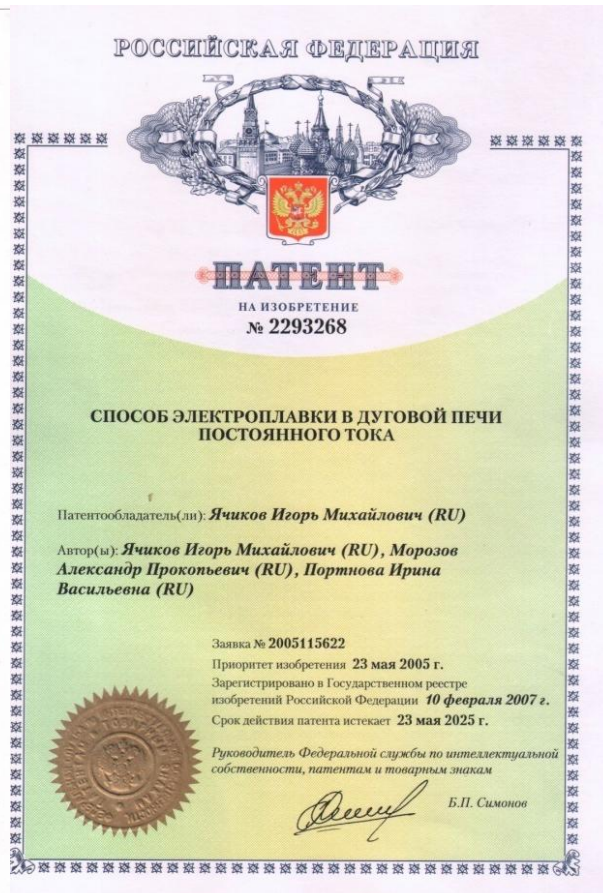 РОССИЙСКАЯ ФЕДЕРАЦИЯ
ПАТЕНТ
НА ИЗОБРЕТЕНИЕ
№ 2293268
СПОСОБ ЭЛЕКТРОПЛАВКИ В ДУГОВОЙ ПЕЧИ
ПОСТОЯННОГО ТОКА
Патентообладатель(ли): Ячиков Игорь Михайлович (RU)
Автор(ы): Ячиков Игорь Михайлович (RU), Морозов
Александр Прокопьевич (RU), Портнова Ирина
Васильевна (RU)
Заявка № 2005115622
Приоритет изобретения 23 мая 2005 г.
Зарегистрировано в Государственном реестре
изобретений Российской Федерации 10 февраля 2007 г.
Срок действия патента истекает 23 мая 2025 г.
Руководитель Федеральной службы по интеллектуальной
собственности, патентам и товарным знакам
Б.П. Симонов